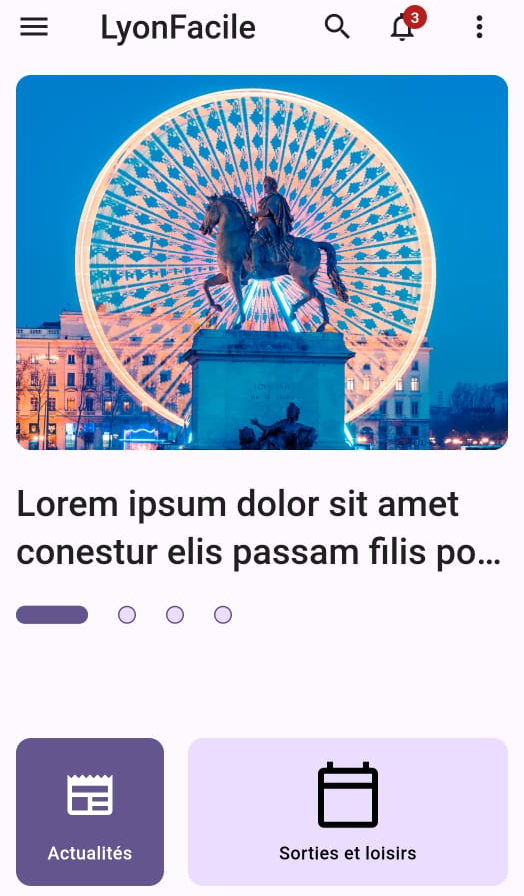 LyonFacile
3
Lorem ipsum dolor sit amet
conestur elis passam filis po...
Actualités
Sorties et loisirs